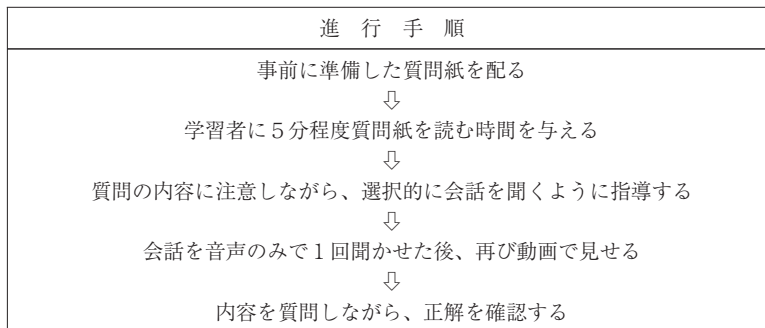 進 行 手 順
事前に準備した質問紙を配る
⇩
学習者に５分程度質問紙を読む時間を与える
⇩
質問の内容に注意しながら、選択的に会話を聞くように指導する
⇩
会話を音声のみで１回聞かせた後、再び動画で見せる
⇩
内容を質問しながら、正解を確認する